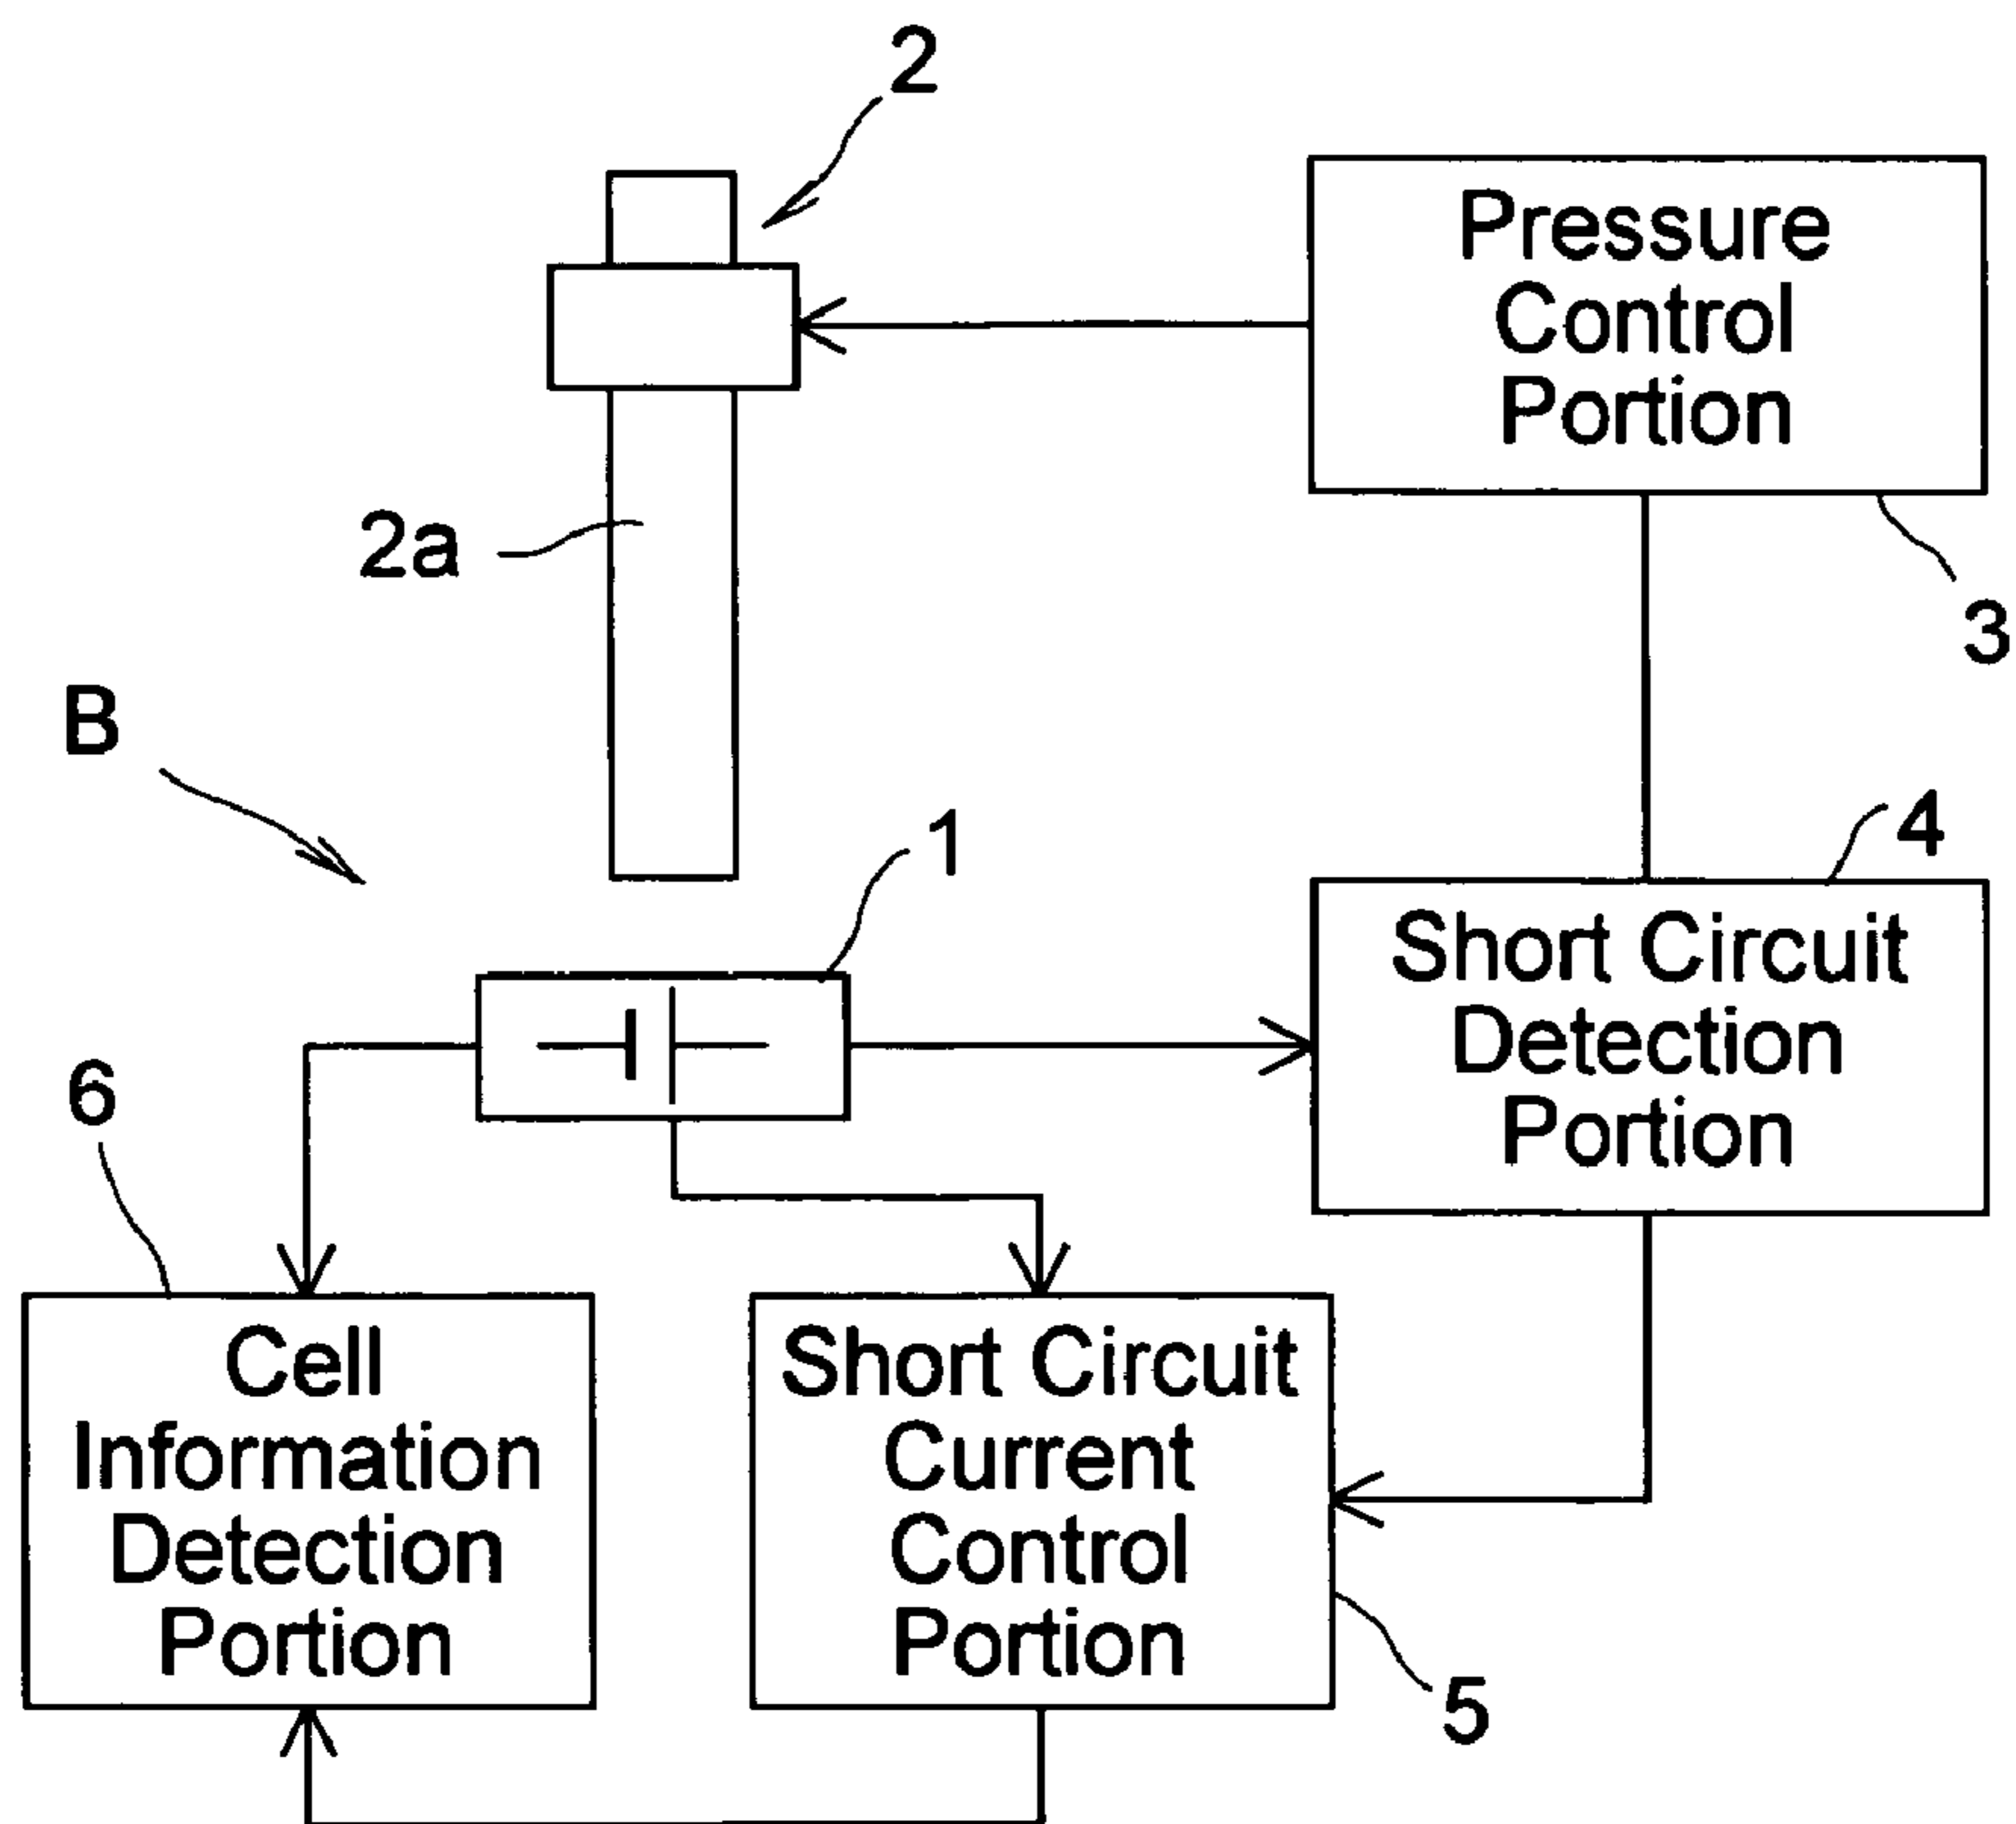 2
Pressure
Control
Portion
2a
3
B
1
4
Short Circuit
Detection
Portion
6
Cell
Information
Detection
Portion
Short Circuit
Current
Control
Portion
5